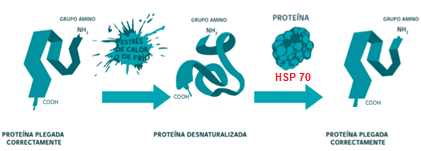 GRUPO AMINO
NH₂
COOH
PROTEÍNA PLEGADA
CORRECTAMENTE
ESTRÉS
DE CALOR
O DE FRÍO
GRUPO AMINO
NH₂
COOH
PROTEÍNA DESNATURALIZADA
PROTEÍNA
HSP 70
GRUPO AMINO
NH₂
COOH
PROTEÍNA PLEGADA
CORRECTAMENTE